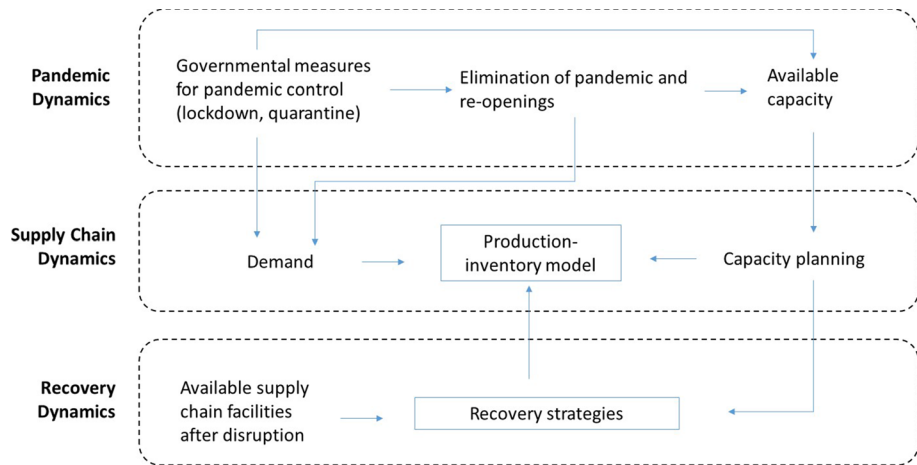 Pandemic
Dynamics
Governmental measures
for pandemic control
(lockdown, quarantine)
Elimination of pandemic and
re-openings
Available
capacity
Supply Chain
Dynamics
Demand
Production-
inventory model
Capacity planning
Recovery
Dynamics
Available supply
chain facilities
after disruption
Recovery strategies